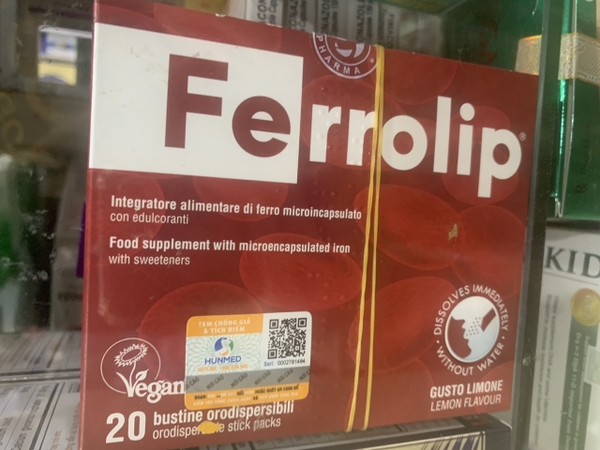 PHARMA
Ferrolip®
Integratore alimentare di ferro microincapsulato
con edulcoranti
Food supplement with microencapsulated iron
with sweeteners
DISSOLVES IMMEDIATELY
• WITHOUT WATER •
TEM CHỐNG GIẢ
& TÍCH ĐIỂM
HUNMED
Seri: 0002761494
Vegan
GUSTO LIMONE
LEMON FLAVOUR
20 bustine orodispersibili
orodispersible stick packs
KID